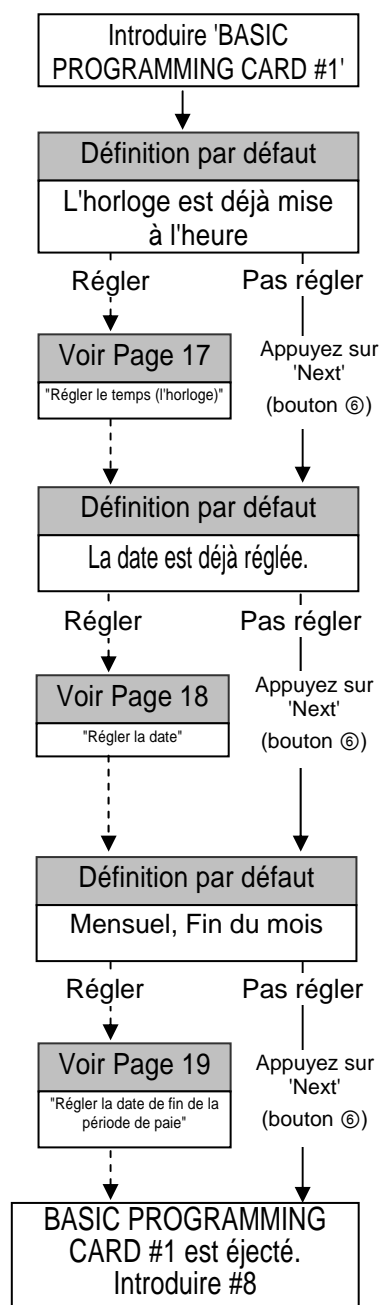 Introduire 'BASIC
PROGRAMMING CARD #1'
Définition par défaut
L'horloge est déjà mise
à l'heure
Régler
Pas régler
Voir Page 17
"Régler le temps (l'horloge)"
Appuyez sur
'Next'
(bouton ⑥)
Définition par défaut
La date est déjà réglée.
Régler
Pas régler
Voir Page 18
"Régler la date"
Appuyez sur
'Next'
(bouton ⑥)
Définition par défaut
Mensuel, Fin du mois
Régler
Pas régler
Voir Page 19
"Régler la date de fin de la
période de paie"
Appuyez sur
'Next'
(bouton ⑥)
BASIC PROGRAMMING
CARD #1 est éjecté.
Introduire #8